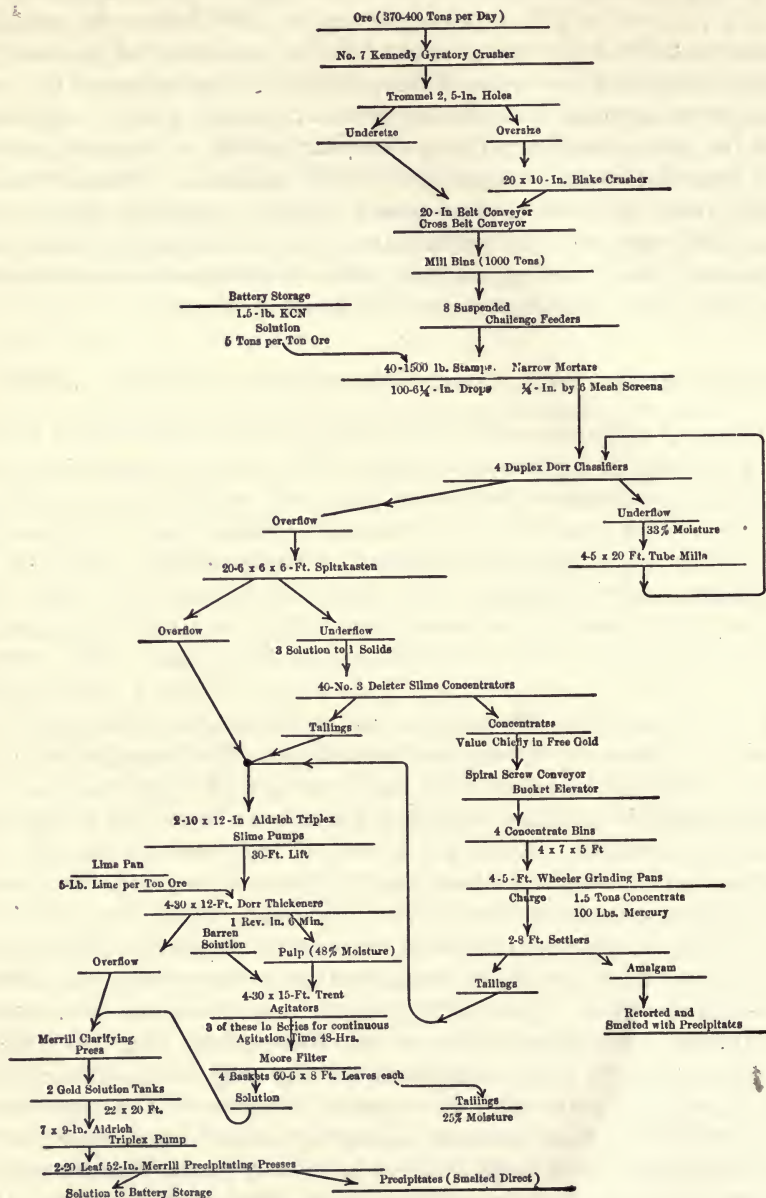 Ore (370-400 Tons per Day)
No. 7 Kennedy Gyratory Crusher
Trommel 2, 5-In. Holes
Undersize
Oversize
20 x 10-In. Blake Crusher
20-In Belt Conveyor
Cross Belt Conveyor
Mill Bins (1000 Tons)
Battery Storage
1.5-lb. KCN
Solution
5 Tons per Ton Ore
8 Suspended
Challenge Feeders
40-1500 lb. Stamps. Narrow Mortars
100-6¼-In. Drops ¼-In. by 6 Mesh Screens
4 Duplex Dorr Classifiers
Overflow
Underflow
33% Moisture
4-5 x 20 Ft. Tube Mills
20-6 x 6 x 6-Ft. Spitzkasten
Overflow
Underflow
3 Solution to 1 Solids
40-No. 3 Deister Slime Concentrators
Tailings
Concentrates
Value Chiefly in Free Gold
Spiral Screw Conveyor
Bucket Elevator
2-10 x 12-In Aldrich Triplex
Slime Pumps
30-Ft. Lift
4 Concentrate Bins
4 x 7 x 5 Ft
Lime Pan
5-Lb. Lime per Ton Ore
4-5-Ft. Wheeler Grinding Pans
Charge 1.5 Tons Concentrate
100 Lbs. Mercury
4-30 x 12-Ft. Dorr Thickeners
1 Rev. In. 6 Min.
Barren
Solution
Pulp (48% Moisture)
2-8 Ft. Settlers
Overflow
Tailings
Amalgam
Retorted and
Smelted with Precipitates
4-30 x 15-Ft. Trent
Agitators
3 of these in Series for continuous
Agitation Time 48-Hrs.
Merrill Clarifying
Press
Moore Filter
4 Baskets 60-6 x 8 Ft. Leaves each
2 Gold Solution Tanks
22 x 20 Ft.
Solution
Tailings
25% Moisture
7 x 9-In. Aldrich
Triplex Pump
2-20 Leaf 52-In. Merrill Precipitating Presses
Solution to Battery Storage
Precipitates (Smelted Direct)